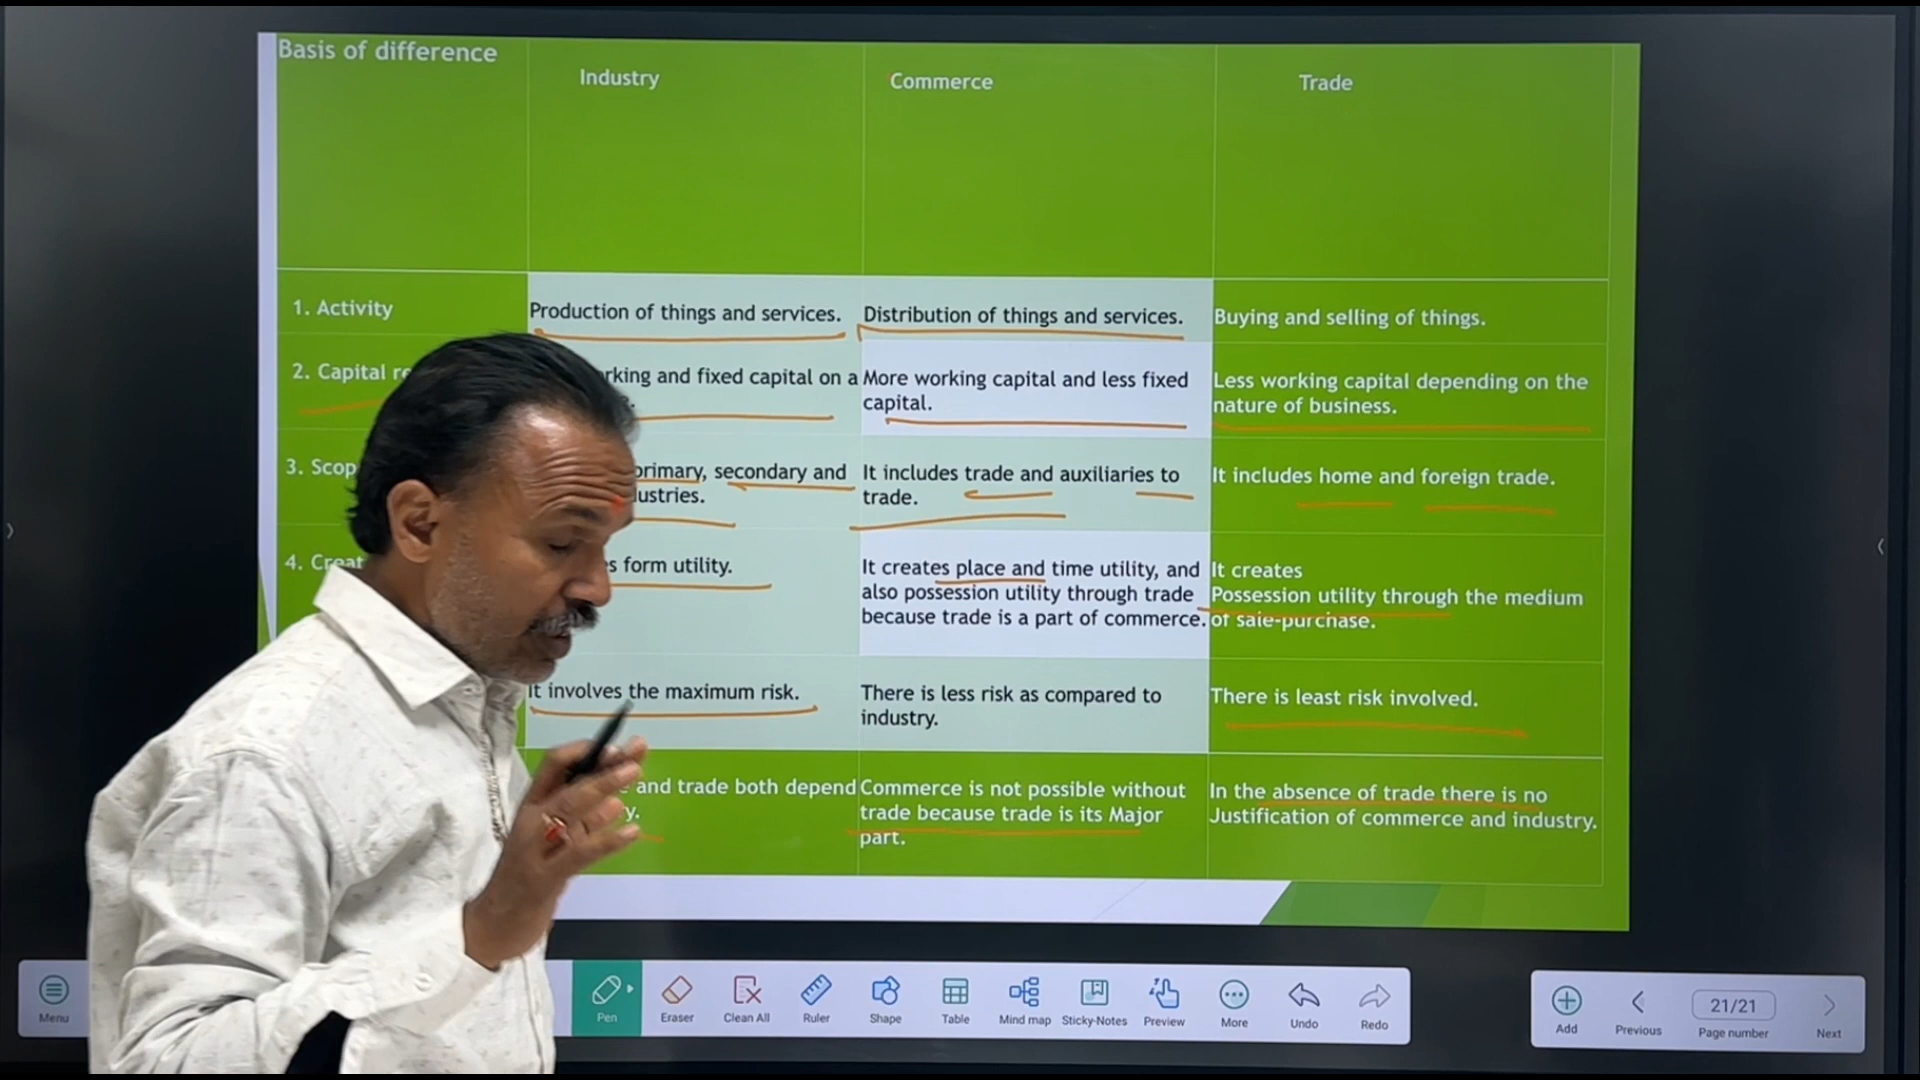 Basis of difference
Industry
Commerce
Trade
1. Activity
Production of things and services.
Distribution of things and services.
Buying and selling of things.
2. Capital
and fixed capital on a
More working capital and less fixed
capital.
Less working capital depending on the
nature of business.
3.
primary, secondary and
It includes trade and auxiliaries to
trade.
It includes home and foreign trade.
4.
form utility.
It creates place and time utility, and
also possession utility through trade
because trade is a part of commerce.
It creates
Possession utility through the medium
of sale-purchase.
It involves the maximum risk.
There is less risk as compared to
industry.
There is least risk involved.
and trade both depend
Commerce is not possible without
trade because trade is its Major
part.
In the absence of trade there is no
Justification of commerce and industry.
Menu
Pen
Eraser
Clean All
Ruler
Shape
Table
Mind map
Sticky-Notes
Preview
More
Undo
Redo
Add
Previous
21/21
Page number
Next